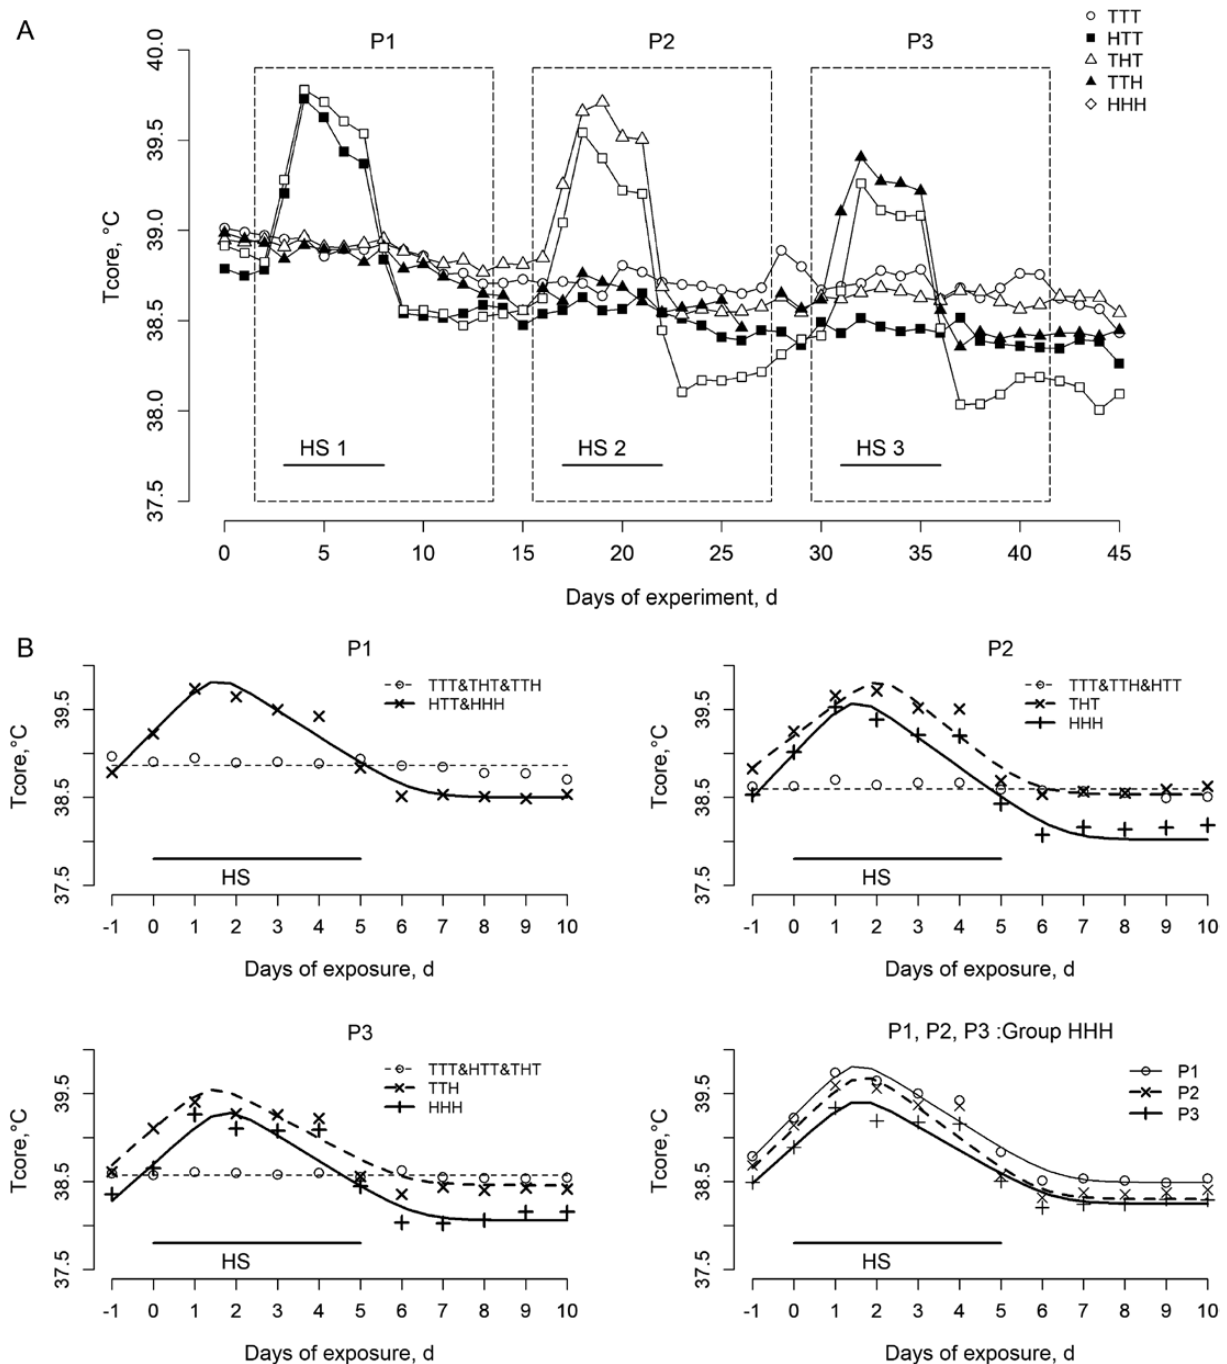 A
P1
P2
P3
TTT
HTT
THT
TTH
HHH
40.0
39.5
39.0
38.5
38.0
37.5
Tcore, °C
HS 1
HS 2
HS 3
0 5 10 15 20 25 30 35 40 45
Days of experiment, d
B
P1
TTT&THT&TTH
HTT&HHH
39.5
38.5
37.5
Tcore,°C
HS
-1 0 1 2 3 4 5 6 7 8 9 10
Days of exposure, d
P2
TTT&TTH&HTT
THT
HHH
39.5
38.5
37.5
Tcore,°C
HS
-1 0 1 2 3 4 5 6 7 8 9 10
Days of exposure, d
P3
TTT&HTT&THT
TTH
HHH
39.5
38.5
37.5
Tcore,°C
HS
-1 0 1 2 3 4 5 6 7 8 9 10
Days of exposure, d
P1, P2, P3 :Group HHH
P1
P2
P3
39.5
38.5
37.5
Tcore,°C
HS
-1 0 1 2 3 4 5 6 7 8 9 10
Days of exposure, d